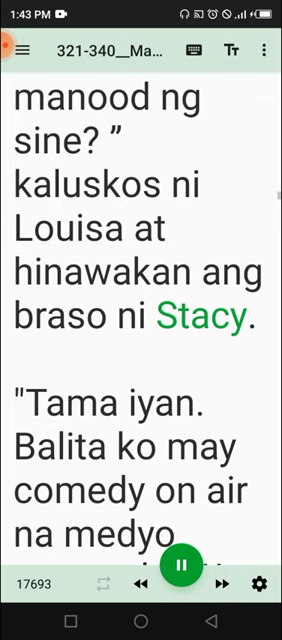 1:43 PM
321-340__Ma...
manood ng
sine? ”
kaluskos ni
Louisa at
hinawakan ang
braso ni Stacy.
"Tama iyan.
Balita ko may
comedy on air
na medyo
17693